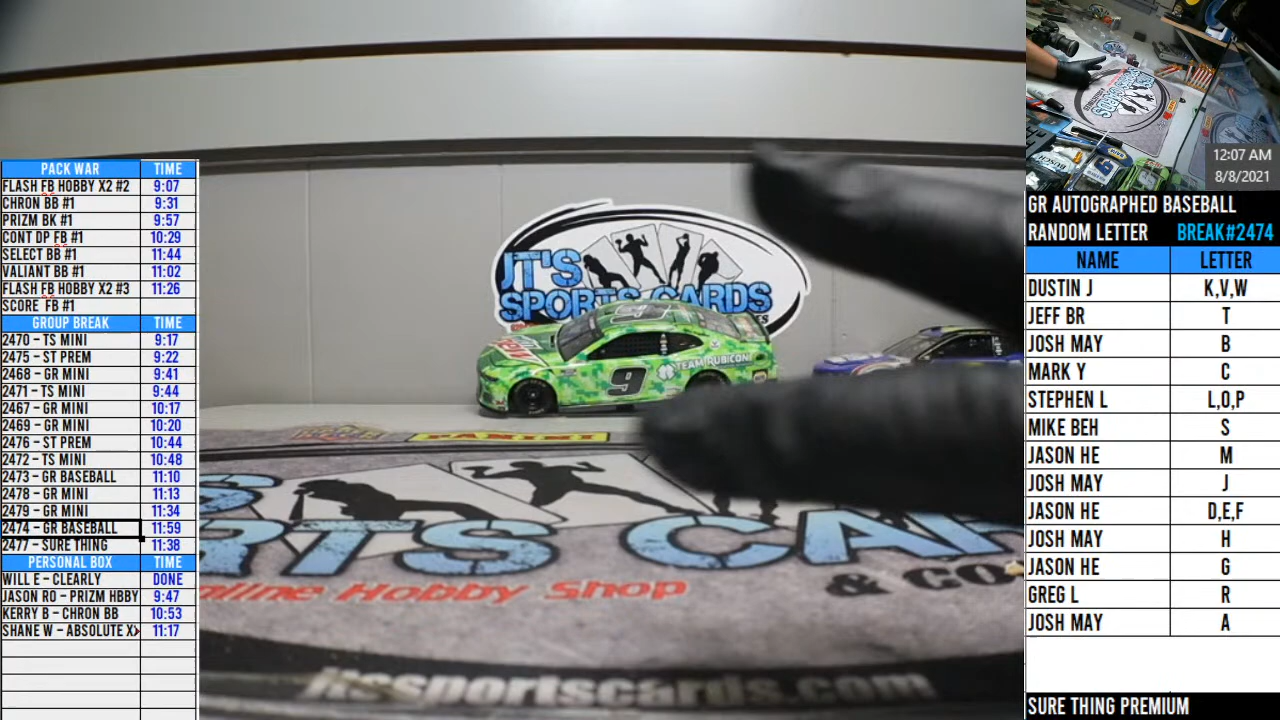 PACK WAR TIME
FLASH FB HOBBY X2 #2 9:07
CHRON BB #1 9:31
PRIZM BK #1 9:57
CONT DP FB #1 10:29
SELECT BB #1 11:44
VALIANT BB #1 11:02
FLASH FB HOBBY X2 #3 11:26
SCORE FB #1
GROUP BREAK TIME
2470 – TS MINI 9:17
2475 – ST PREM 9:22
2468 – GR MINI 9:41
2471 – TS MINI 9:44
2467 – GR MINI 10:17
2469 – GR MINI 10:20
2476 – ST PREM 10:44
2472 – TS MINI 10:48
2473 – GR BASEBALL 11:10
2478 – GR MINI 11:13
2479 – GR MINI 11:34
2474 – GR BASEBALL 11:59
2477 – SURE THING 11:38
PERSONAL BOX TIME
WILL E – CLEARLY DONE
JASON RO – PRIZM HBBY 9:47
KERRY B – CHRON BB 10:53
SHANE W – ABSOLUTE X 11:17
JT'S
SPORTS CARDS
9
TEAM RUBICON
PANINI
RTS CAR
& CO
nline Hobby Shop
jtssportscards.com
12:07 AM
8/8/2021
GR AUTOGRAPHED BASEBALL
RANDOM LETTER BREAK#2474
NAME LETTER
DUSTIN J K,V,W
JEFF BR T
JOSH MAY B
MARK Y C
STEPHEN L L,O,P
MIKE BEH S
JASON HE M
JOSH MAY J
JASON HE D,E,F
JOSH MAY H
JASON HE G
GREG L R
JOSH MAY A
SURE THING PREMIUM